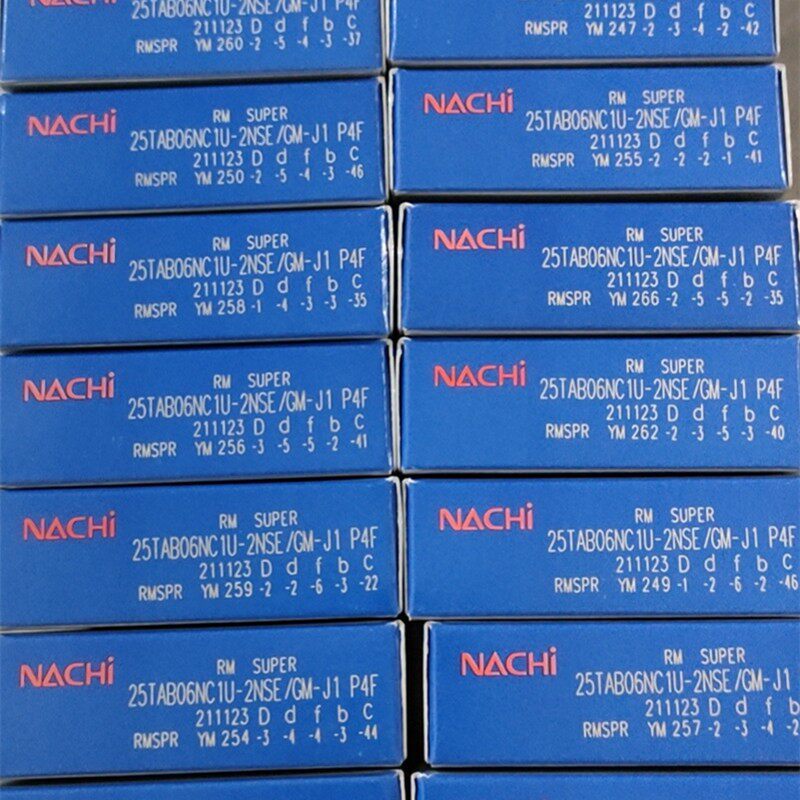 NACHi
25TAB06NC1U-2NSE/GM-J1 P4F
211123 D d f b C
RMSPR YM 260 -2 -5 -4 -3 -37
211123 D d f b C
RMSPR YM 247 -2 -3 -4 -2 -42
NACHi
RM SUPER
25TAB06NC1U-2NSE/GM-J1 P4F
211123 D d f b C
RMSPR YM 250 -2 -5 -4 -3 -46
NACHi
RM SUPER
25TAB06NC1U-2NSE/GM-J1 P4F
211123 D d f b C
RMSPR YM 255 -2 -2 -2 -1 -41
NACHi
RM SUPER
25TAB06NC1U-2NSE/GM-J1 P4F
211123 D d f b C
RMSPR YM 258 -1 -4 -3 -3 -35
NACHi
RM SUPER
25TAB06NC1U-2NSE/GM-J1 P4F
211123 D d f b C
RMSPR YM 266 -2 -5 -5 -2 -35
NACHi
RM SUPER
25TAB06NC1U-2NSE/GM-J1 P4F
211123 D d f b C
RMSPR YM 256 -3 -5 -5 -2 -41
NACHi
RM SUPER
25TAB06NC1U-2NSE/GM-J1 P4F
211123 D d f b C
RMSPR YM 262 -2 -3 -5 -3 -40
NACHi
RM SUPER
25TAB06NC1U-2NSE/GM-J1 P4F
211123 D d f b C
RMSPR YM 259 -2 -2 -6 -3 -22
NACHi
RM SUPER
25TAB06NC1U-2NSE/GM-J1 P4F
211123 D d f b C
RMSPR YM 249 -1 -2 -6 -2 -46
NACHi
RM SUPER
25TAB06NC1U-2NSE/GM-J1 P4F
211123 D d f b C
RMSPR YM 254 -3 -4 -4 -3 -44
NACHi
RM SUPER
25TAB06NC1U-2NSE/GM-J1
211123 D d f b
RMSPR YM 257 -2 -3 -4 -2